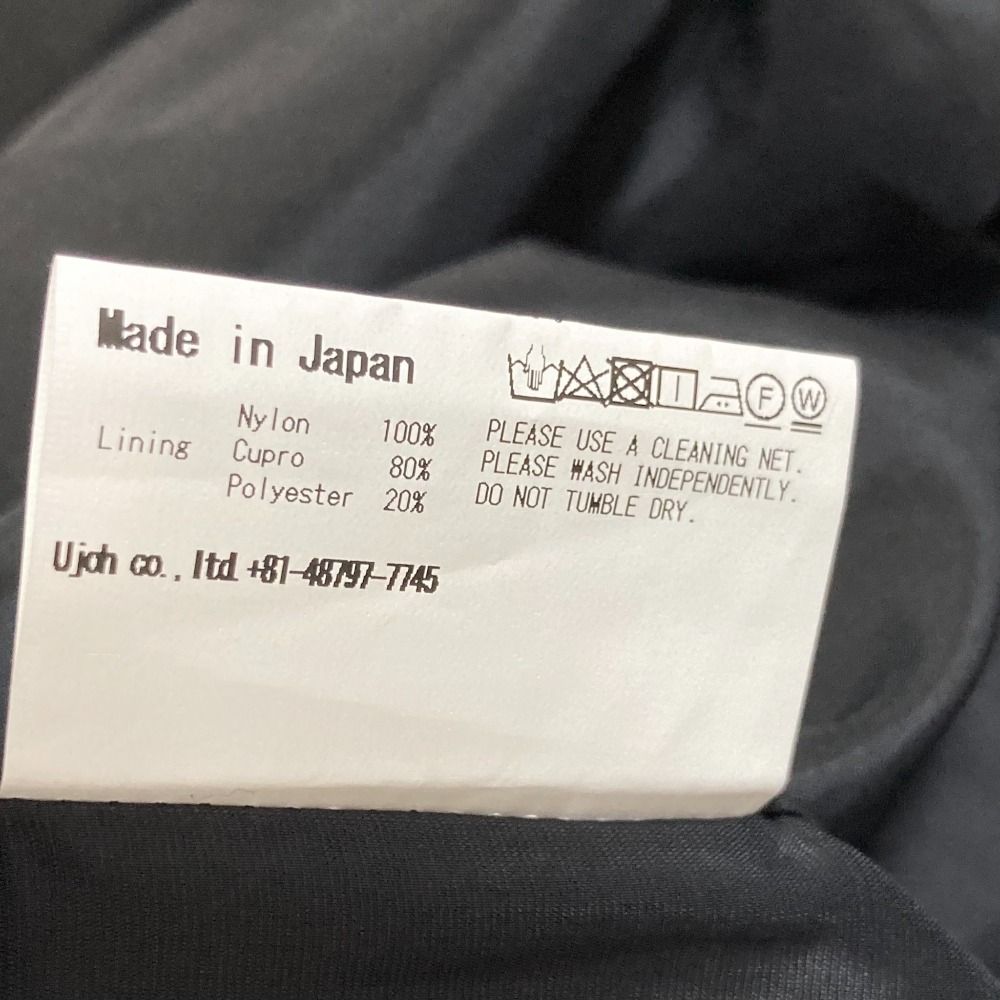 Made in Japan
Nylon 100%
Lining Cupro 80%
Polyester 20%
Ujoh co., ltd. +81-48797-7745
F W
PLEASE USE A CLEANING NET.
PLEASE WASH INDEPENDENTLY.
DO NOT TUMBLE DRY.